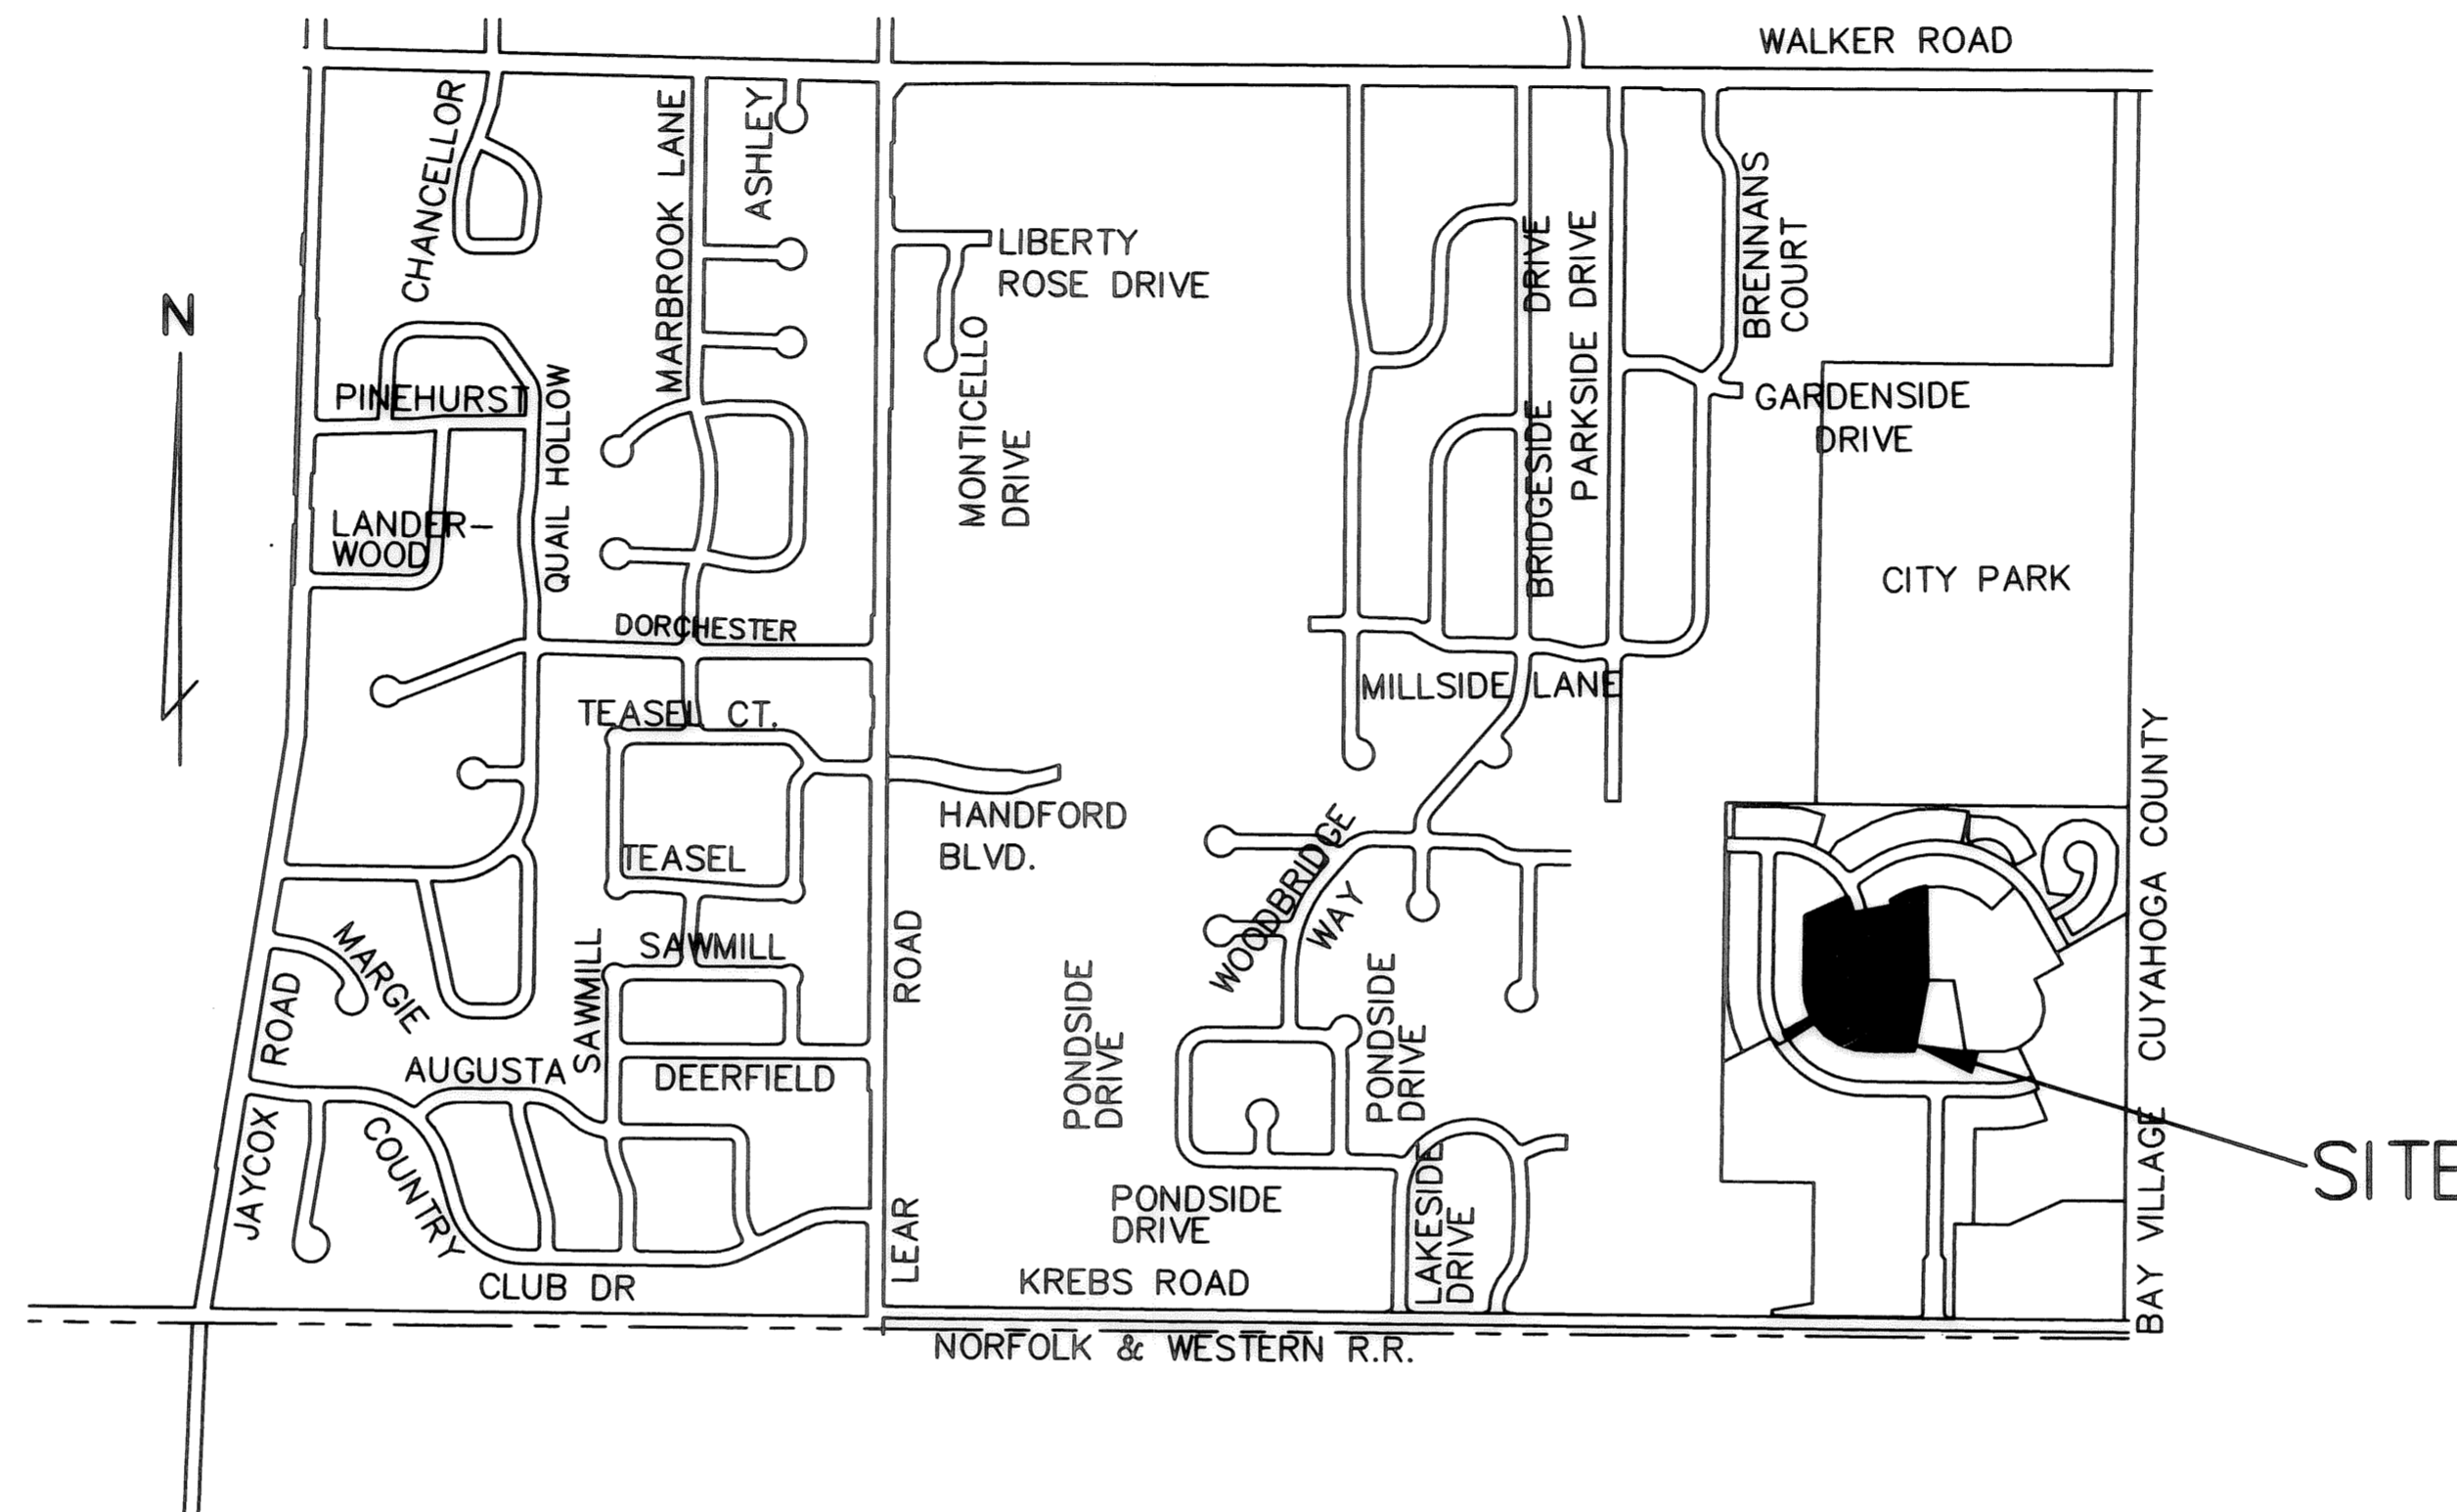 WALKER ROAD
CHANCELLOR
MARBROOK LANE
ASHLEY
LIBERTY
ROSE DRIVE
BRIDGESIDE DRIVE
PARKSIDE DRIVE
BRENNANS
COURT
N
PINEHURST
QUAIL HOLLOW
MONTICELLO
DRIVE
GARDENSIDE
DRIVE
LANDER-
WOOD
CITY PARK
DORCHESTER
MILLSIDE LANE
TEASEL CT.
HANDFORD
BLVD.
TEASEL
WOODBRIDGE
WAY
MARGIE
SAWMILL
SAWMILL
LEAR ROAD
PONDSIDE
DRIVE
PONDSIDE
DRIVE
BAY VILLAGE CUYAHOGA COUNTY
JAYCOX ROAD
AUGUSTA
DEERFIELD
COUNTRY
CLUB DR
SITE
PONDSIDE
DRIVE
LAKESIDE
DRIVE
KREBS ROAD
NORFOLK & WESTERN R.R.